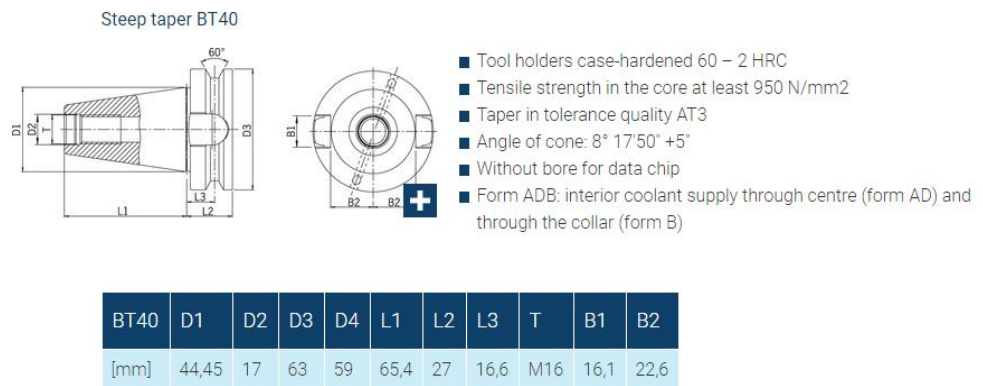 Steep taper BT40
60°
D1
D2
T
D3
L3
L1
L2
B1
B2
B2
Tool holders case-hardened 60 – 2 HRC
Tensile strength in the core at least 950 N/mm2
Taper in tolerance quality AT3
Angle of cone: 8° 17'50" +5"
Without bore for data chip
Form ADB: interior coolant supply through centre (form AD) and
through the collar (form B)
BT40 D1 D2 D3 D4 L1 L2 L3 T B1 B2
[mm] 44,45 17 63 59 65,4 27 16,6 M16 16,1 22,6